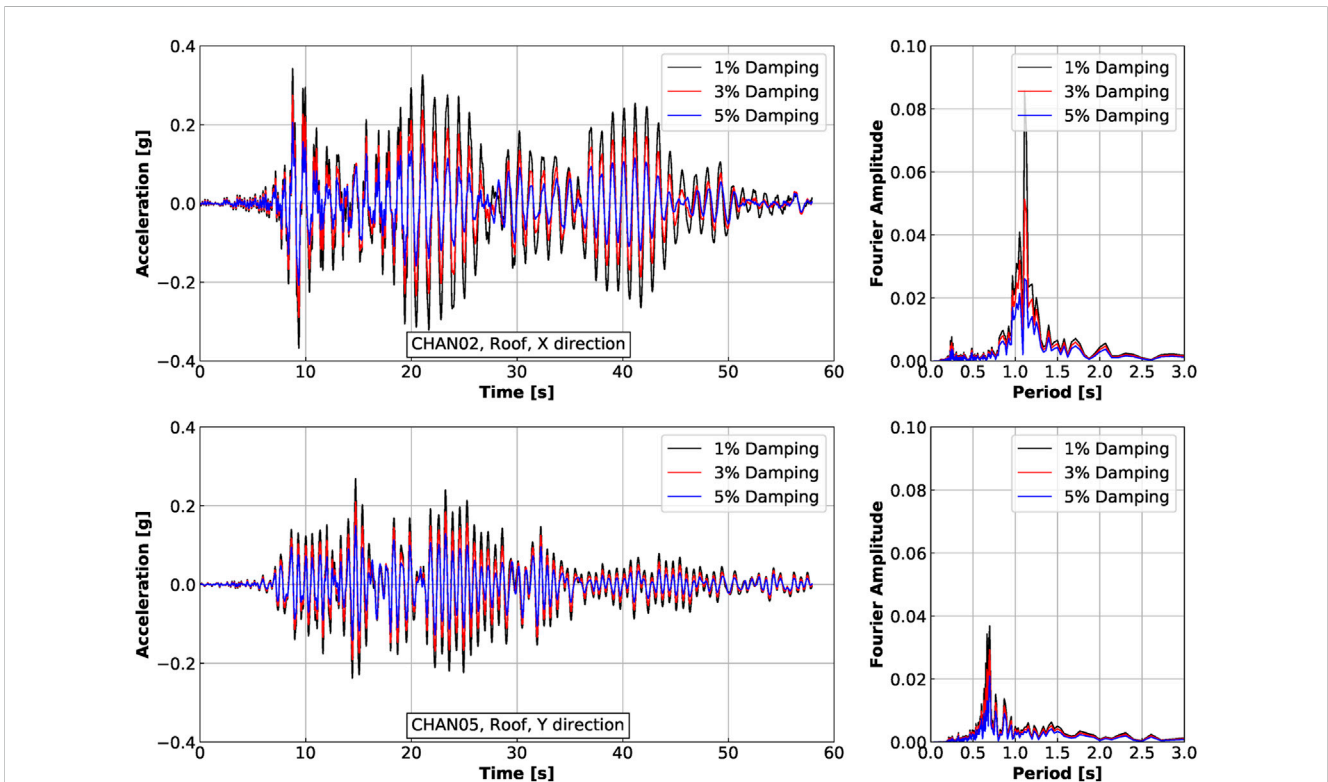 0.4
0.2
0.0
−0.2
−0.4
Acceleration [g]
1% Damping
3% Damping
5% Damping
CHAN02, Roof, X direction
0 10 20 30 40 50 60
Time [s]
0.10
0.08
0.06
0.04
0.02
0.00
Fourier Amplitude
1% Damping
3% Damping
5% Damping
0.0 0.5 1.0 1.5 2.0 2.5 3.0
Period [s]
0.4
0.2
0.0
−0.2
−0.4
Acceleration [g]
1% Damping
3% Damping
5% Damping
CHAN05, Roof, Y direction
0 10 20 30 40 50 60
Time [s]
0.10
0.08
0.06
0.04
0.02
0.00
Fourier Amplitude
1% Damping
3% Damping
5% Damping
0.0 0.5 1.0 1.5 2.0 2.5 3.0
Period [s]